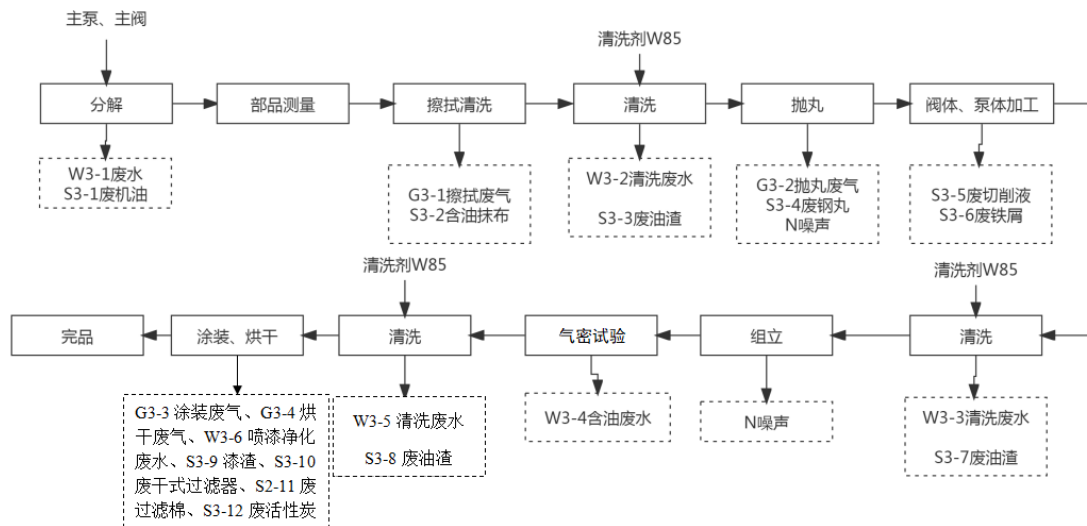 主泵、主阀
清洗剂W85
分解
部品测量
擦拭清洗
清洗
抛丸
阀体、泵体加工
W3-1废水
S3-1废机油
G3-1擦拭废气
S3-2含油抹布
W3-2清洗废水
S3-3废油渣
G3-2抛丸废气
S3-4废钢丸
N噪声
S3-5废切削液
S3-6废铁屑
清洗剂W85
清洗剂W85
完品
涂装、烘干
清洗
气密试验
组立
清洗
G3-3 涂装废气、G3-4 烘
干废气、W3-6 喷漆净化
废水、S3-9 漆渣、S3-10
废干式过滤器、S2-11 废
过滤棉、S3-12 废活性炭
W3-5 清洗废水
S3-8 废油渣
W3-4含油废水
N噪声
W3-3清洗废水
S3-7废油渣